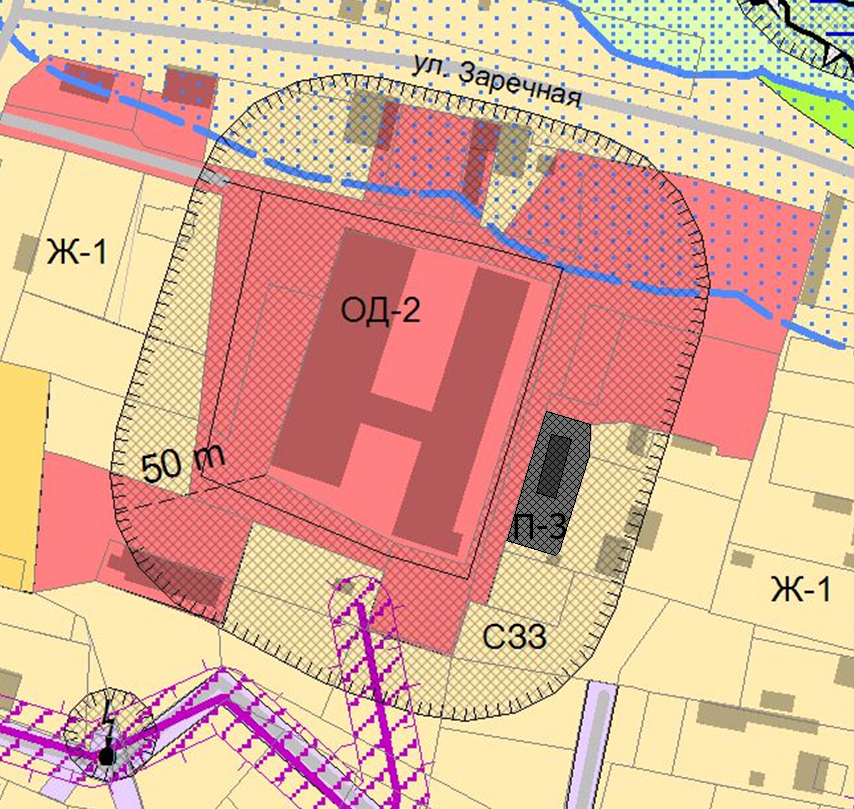 ул. Заречная
Ж-1
ОД-2
50 m
П-3
Ж-1
СЗЗ